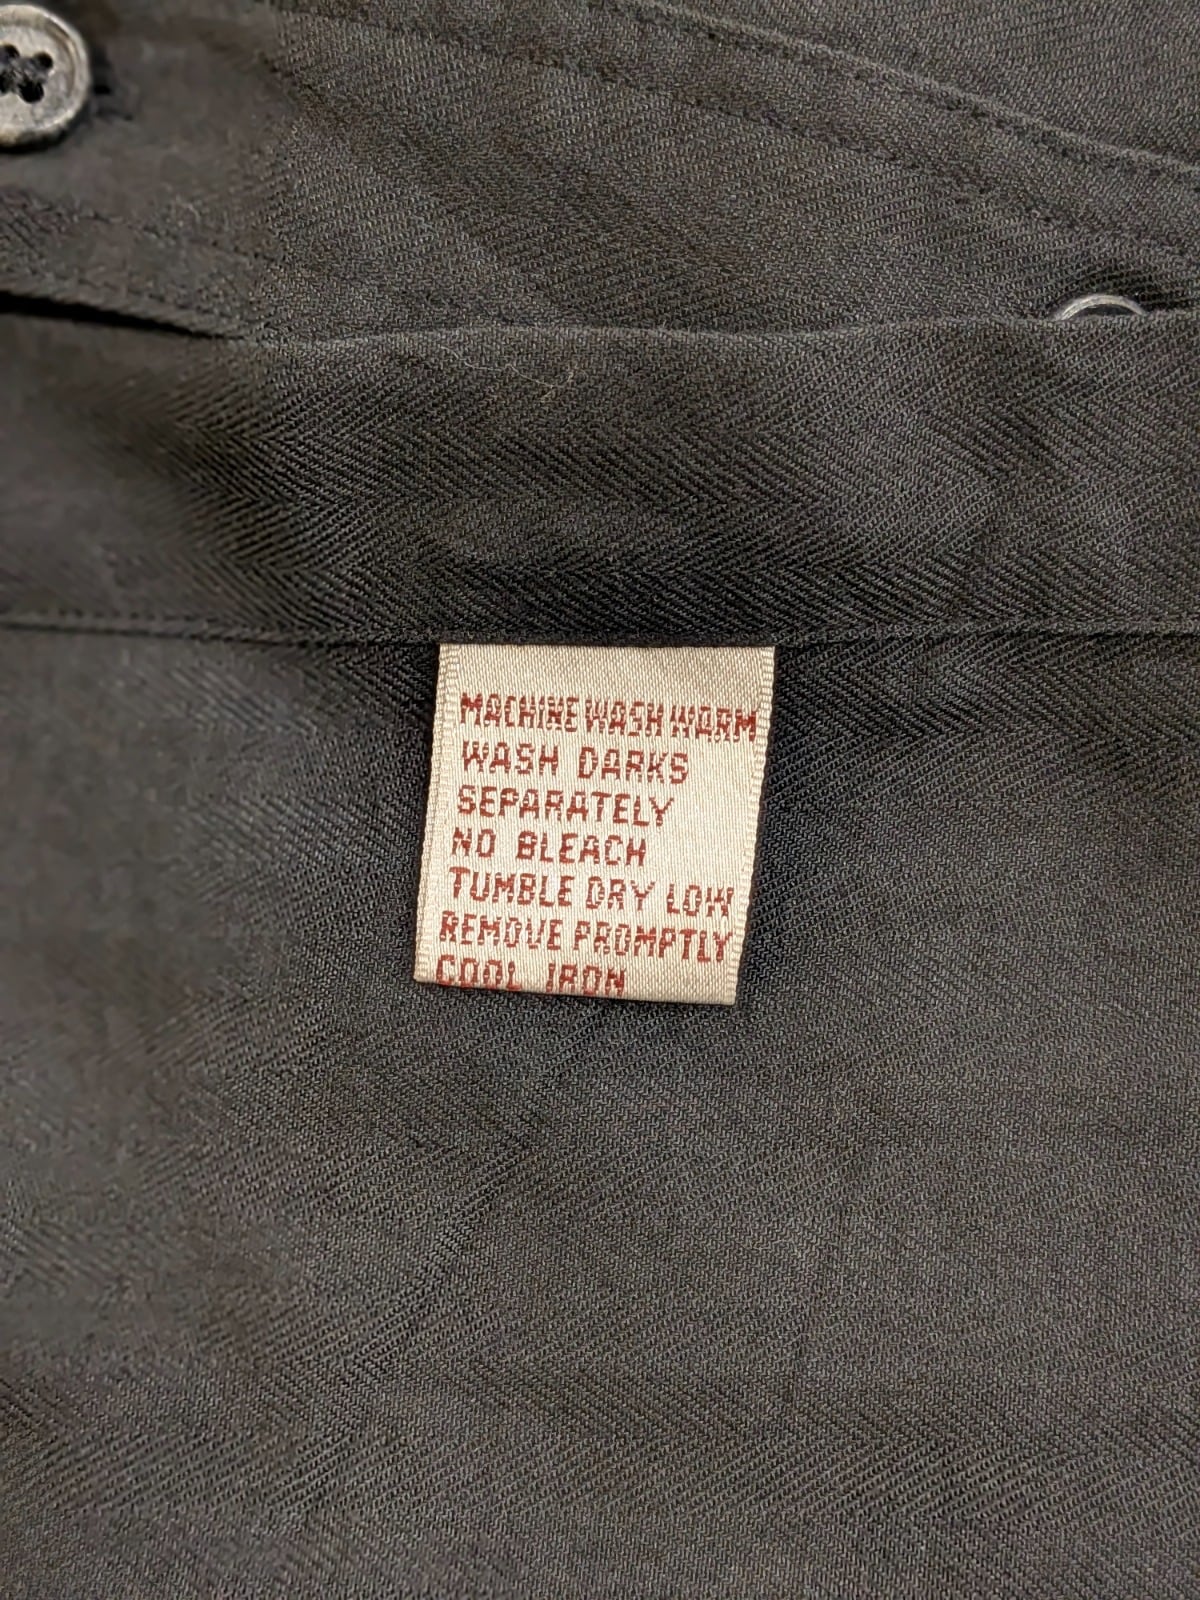 MACHINE WASH WARM
WASH DARKS
SEPARATELY
NO BLEACH
TUMBLE DRY LOW
REMOVE PROMPTLY
COOL IRON